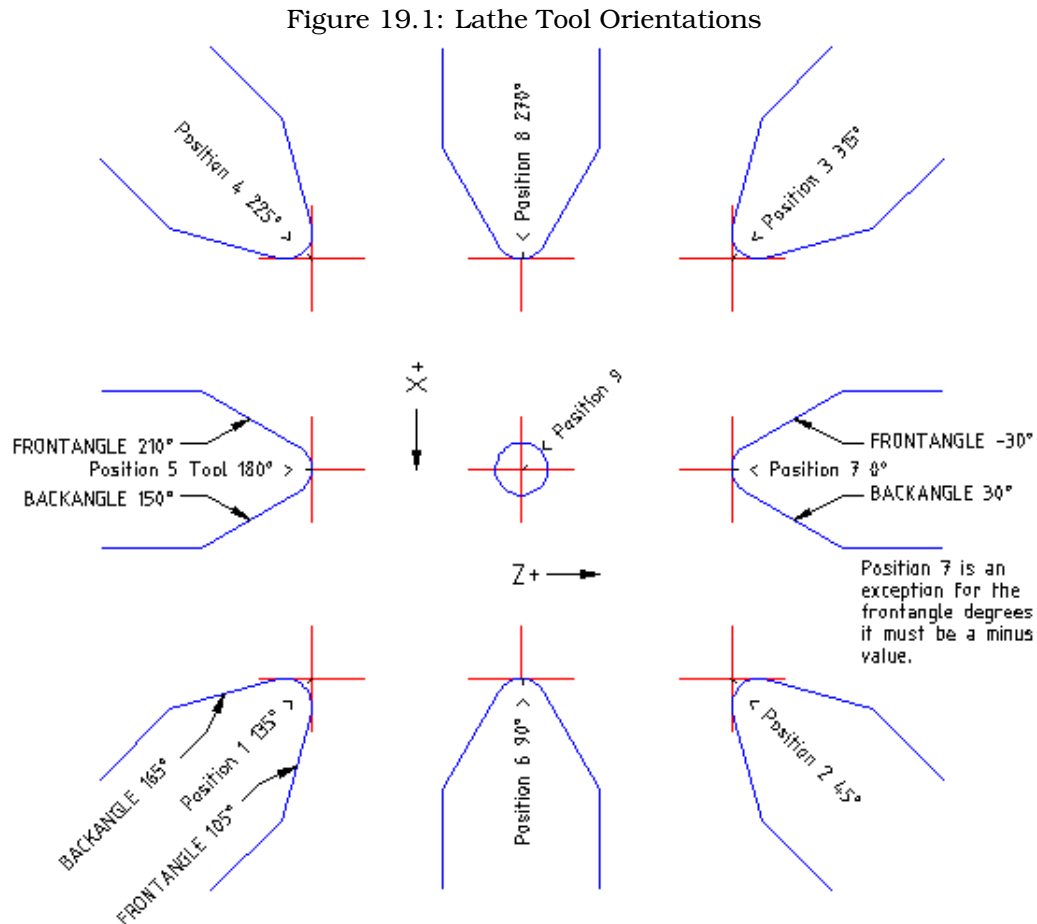 Figure 19.1: Lathe Tool Orientations
Position 4 225°
Position 8 270°
Position 3 315°
X+
Position 9
FRONTANGLE 210°
Position 5 Tool 180°
BACKANGLE 150°
FRONTANGLE -30°
Position 7 0°
BACKANGLE 30°
Z+
Position 7 is an
exception for the
frontangle degrees
it must be a minus
value.
BACKANGLE 165°
Position 1 135°
FRONTANGLE 105°
Position 6 90°
Position 2 45°